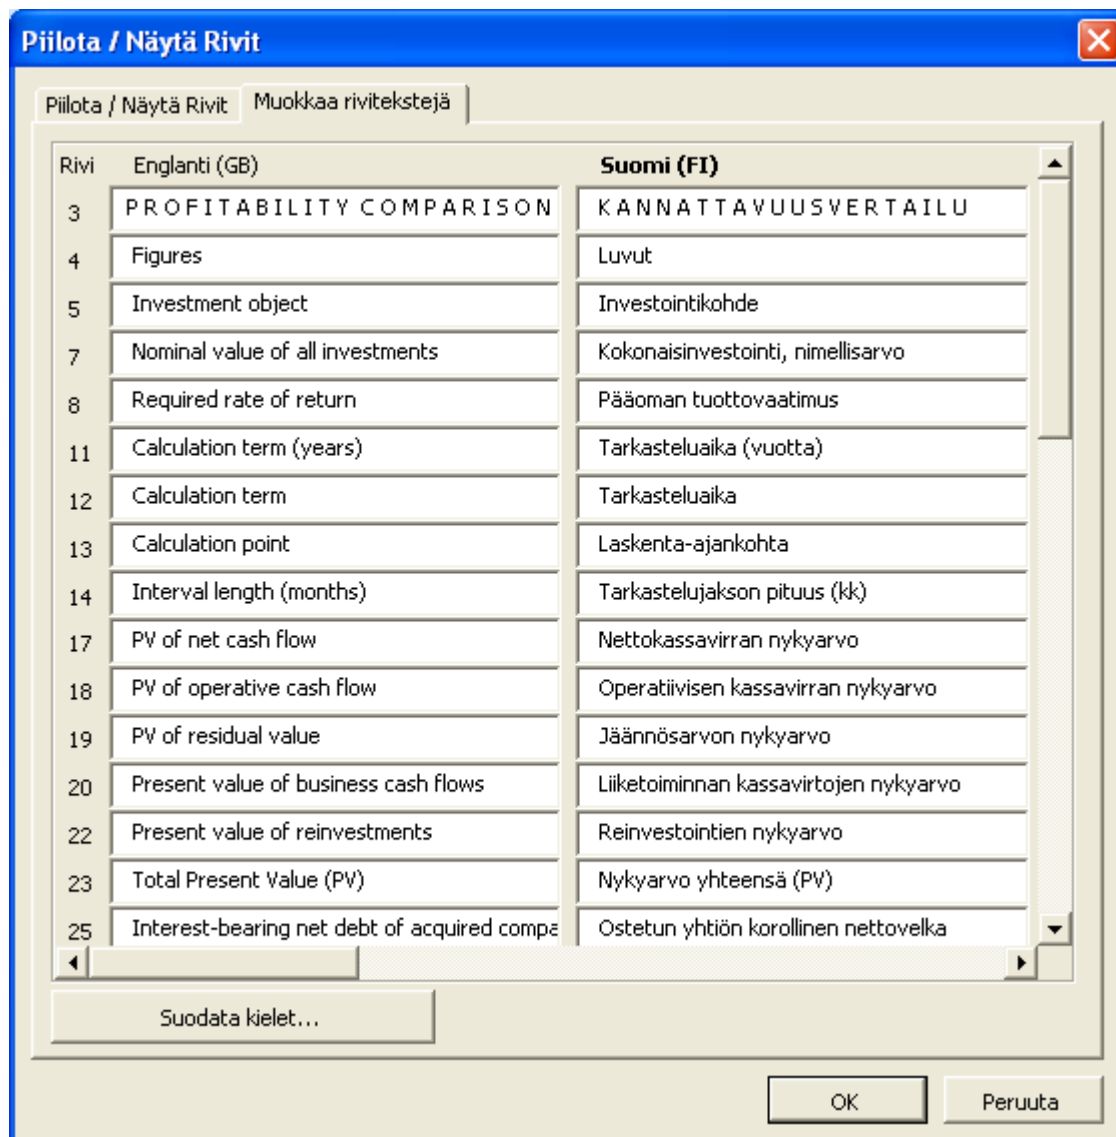 Piilota / Näytä Rivit
Piilota / Näytä Rivit Muokkaa rivitekstejä
Rivi Englanti (GB) Suomi (FI)
3 PROFITABILITY COMPARISON KANNATTAVUUSVERTAILU
4 Figures Luvut
5 Investment object Investointikohde
7 Nominal value of all investments Kokonaisinvestointi, nimellisarvo
8 Required rate of return Pääoman tuottovaatimus
11 Calculation term (years) Tarkasteluaika (vuotta)
12 Calculation term Tarkasteluaika
13 Calculation point Laskenta-ajankohta
14 Interval length (months) Tarkastelujakson pituus (kk)
17 PV of net cash flow Nettokassavirran nykyarvo
18 PV of operative cash flow Operatiivisen kassavirran nykyarvo
19 PV of residual value Jäännösarvon nykyarvo
20 Present value of business cash flows Liiketoiminnan kassavirtojen nykyarvo
22 Present value of reinvestments Reinvestointien nykyarvo
23 Total Present Value (PV) Nykyarvo yhteensä (PV)
25 Interest-bearing net debt of acquired compa Ostetun yhtiön korollinen nettovelka
Suodata kielet...
OK Peruuta